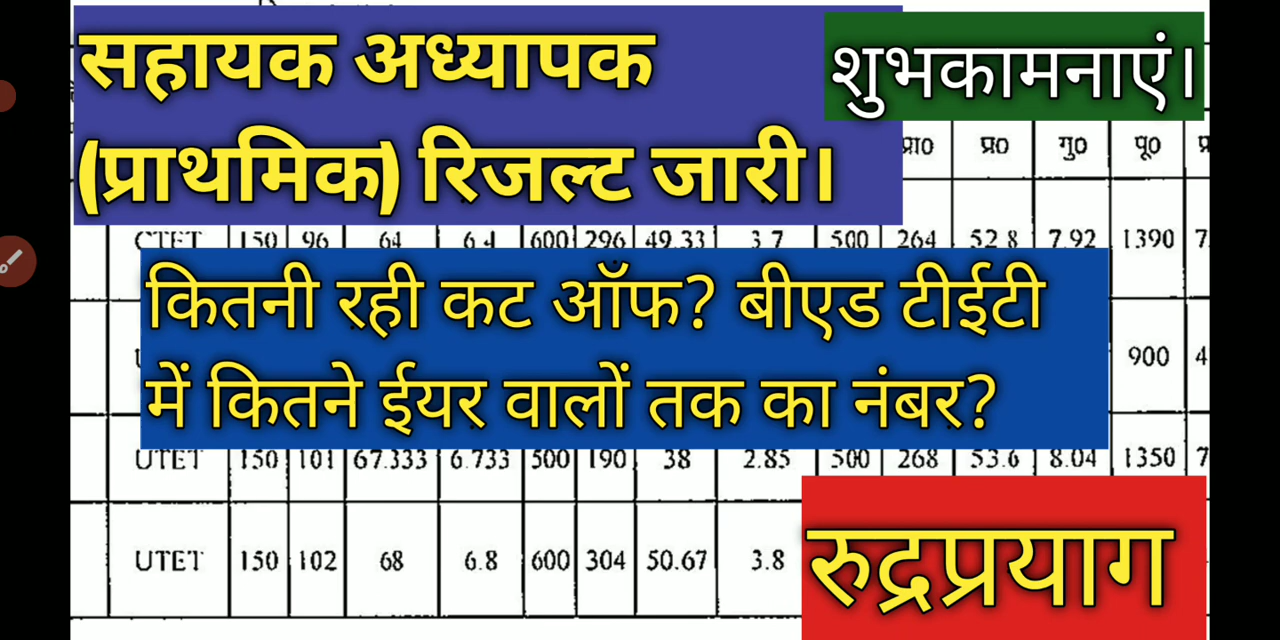 सहायक अध्यापक
(प्राथमिक) रिजल्ट जारी।
शुभकामनाएं।
प्रा० प्र० गु० पू०
CTET 150 96 64 6.4 600 296 49.33 3.7 500 264 52.8 7.92 1390 7
कितनी रही कट ऑफ? बीएड टीईटी
में कितने ईयर वालों तक का नंबर?
900 4
UTET 150 101 67.333 6.733 500 190 38 2.85 500 268 53.6 8.04 1350 7
UTET 150 102 68 6.8 600 304 50.67 3.8
रुद्रप्रयाग